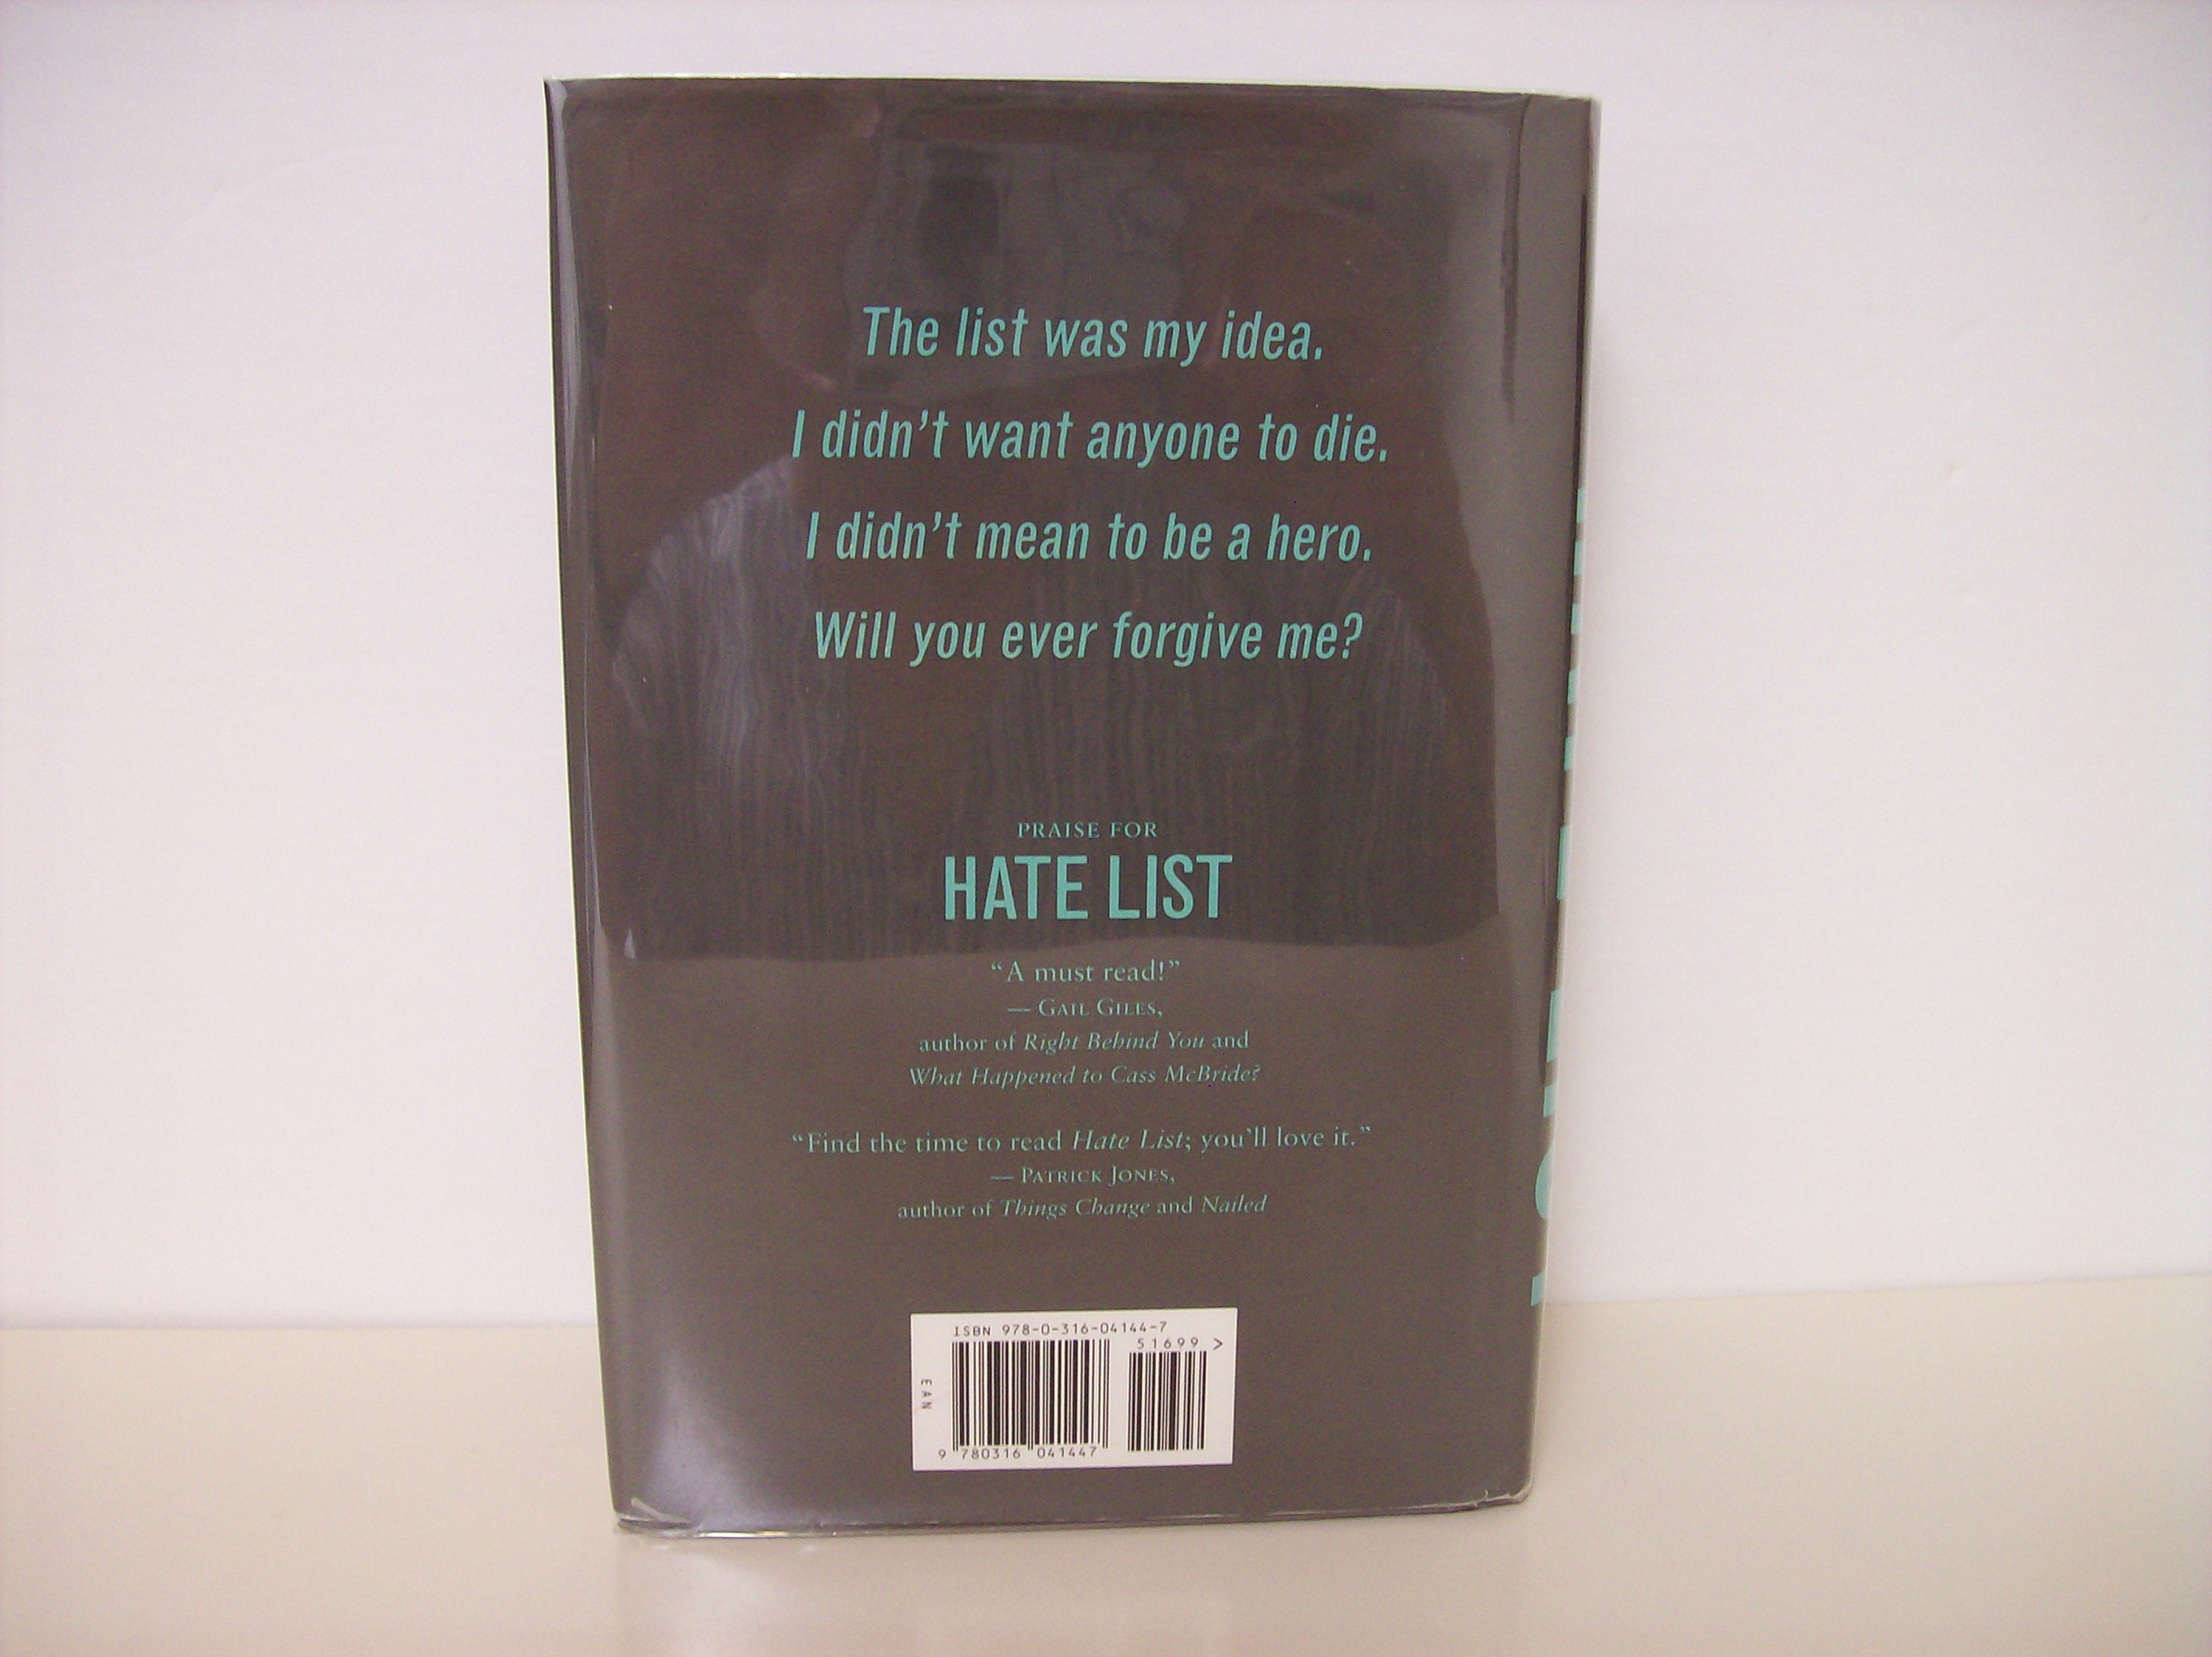 The list was my idea.
I didn't want anyone to die.
I didn't mean to be a hero.
Will you ever forgive me?
PRAISE FOR
HATE LIST
“A must read!”
— GAIL GILES,
author of Right Behind You and
What Happened to Cass McBride?
“Find the time to read Hate List; you'll love it.”
— PATRICK JONES,
author of Things Change and Nailed
ISBN 978-0-316-04144-7
51699 >
EAN
9 780316 041447